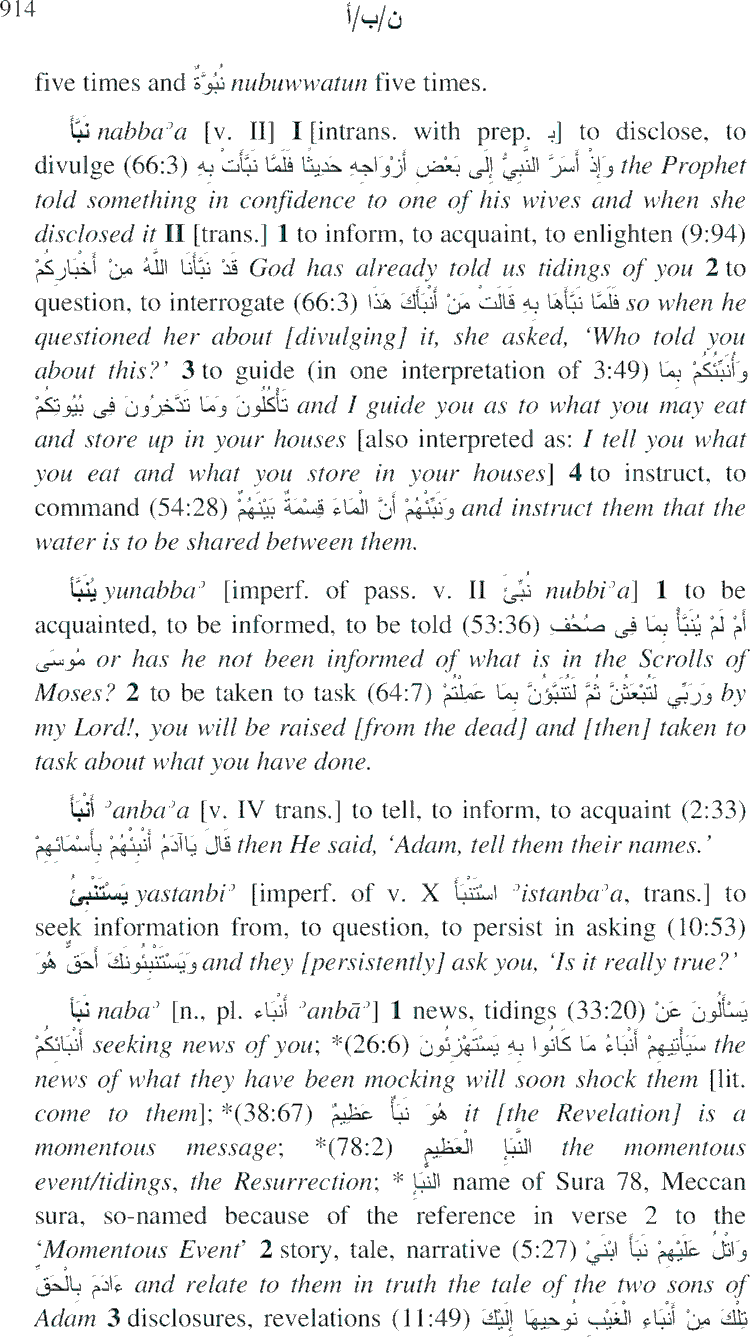 914
ن/ب/أ
five times and نُبُوَّةٌ nubuwwatun five times.
نَبَّأَ nabbaʾa [v. II] I [intrans. with prep. بِ] to disclose, to
divulge (66:3) وَإِذْ أَسَرَّ النَّبِيُّ إِلَى بَعْضِ أَزْوَاجِهِ حَدِيثًا فَلَمَّا نَبَّأَتْ بِهِ the Prophet
told something in confidence to one of his wives and when she
disclosed it II [trans.] 1 to inform, to acquaint, to enlighten (9:94)
قَدْ نَبَّأَنَا اللَّهُ مِنْ أَخْبَارِكُمْ God has already told us tidings of you 2 to
question, to interrogate (66:3) فَلَمَّا نَبَّأَهَا بِهِ قَالَتْ مَنْ أَنْبَأَكَ هَذَا so when he
questioned her about [divulging] it, she asked, ‘Who told you
about this?’ 3 to guide (in one interpretation of 3:49) وَأُنَبِّئُكُمْ بِمَا
تَأْكُلُونَ وَمَا تَدَّخِرُونَ فِى بُيُوتِكُمْ and I guide you as to what you may eat
and store up in your houses [also interpreted as: I tell you what
you eat and what you store in your houses] 4 to instruct, to
command (54:28) وَنَبِّئْهُمْ أَنَّ الْمَاءَ قِسْمَةٌ بَيْنَهُمْ and instruct them that the
water is to be shared between them.
يُنَبَّأُ yunabbaʾ [imperf. of pass. v. II نُبِّئَ nubbiʾa] 1 to be
acquainted, to be informed, to be told (53:36) أَمْ لَمْ يُنَبَّأْ بِمَا فِى صُحُفِ
مُوسَى or has he not been informed of what is in the Scrolls of
Moses? 2 to be taken to task (64:7) وَرَبِّي لَتُبْعَثُنَّ ثُمَّ لَتُنَبَّؤُنَّ بِمَا عَمِلْتُمْ by
my Lord!, you will be raised [from the dead] and [then] taken to
task about what you have done.
أَنْبَأَ ʾanbaʾa [v. IV trans.] to tell, to inform, to acquaint (2:33)
قَالَ يَاآدَمُ أَنْبِئْهُمْ بِأَسْمَائِهِمْ then He said, ‘Adam, tell them their names.’
يَسْتَنْبِئُ yastanbiʾ [imperf. of v. X اسْتَنْبَأَ ʾistanbaʾa, trans.] to
seek information from, to question, to persist in asking (10:53)
وَيَسْتَنْبِئُونَكَ أَحَقٌّ هُوَ and they [persistently] ask you, ‘Is it really true?’
نَبَأ nabaʾ [n., pl. أَنْبَاء ʾanbāʾ] 1 news, tidings (33:20) يَسْأَلُونَ عَنْ
أَنْبَائِكُمْ seeking news of you; *(26:6) سَيَأْتِيهِمْ أَنْبَاءُ مَا كَانُوا بِهِ يَسْتَهْزِئُونَ the
news of what they have been mocking will soon shock them [lit.
come to them]; *(38:67) هُوَ نَبَأٌ عَظِيمٌ it [the Revelation] is a
momentous message; *(78:2) النَّبَإِ الْعَظِيمِ the momentous
event/tidings, the Resurrection; * النَّبَإِ name of Sura 78, Meccan
sura, so-named because of the reference in verse 2 to the
‘Momentous Event’ 2 story, tale, narrative (5:27) وَاتْلُ عَلَيْهِمْ نَبَأَ ابْنَيْ
ءَادَمَ بِالْحَقِّ and relate to them in truth the tale of the two sons of
Adam 3 disclosures, revelations (11:49) تِلْكَ مِنْ أَنْبَاءِ الْغَيْبِ نُوحِيهَا إِلَيْكَ